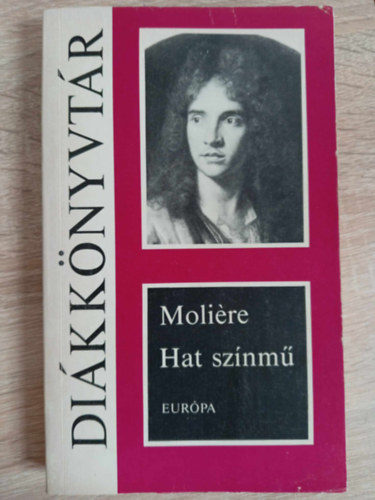 DIÁKKÖNYVTÁR
Molière
Hat színmű
EURÓPA